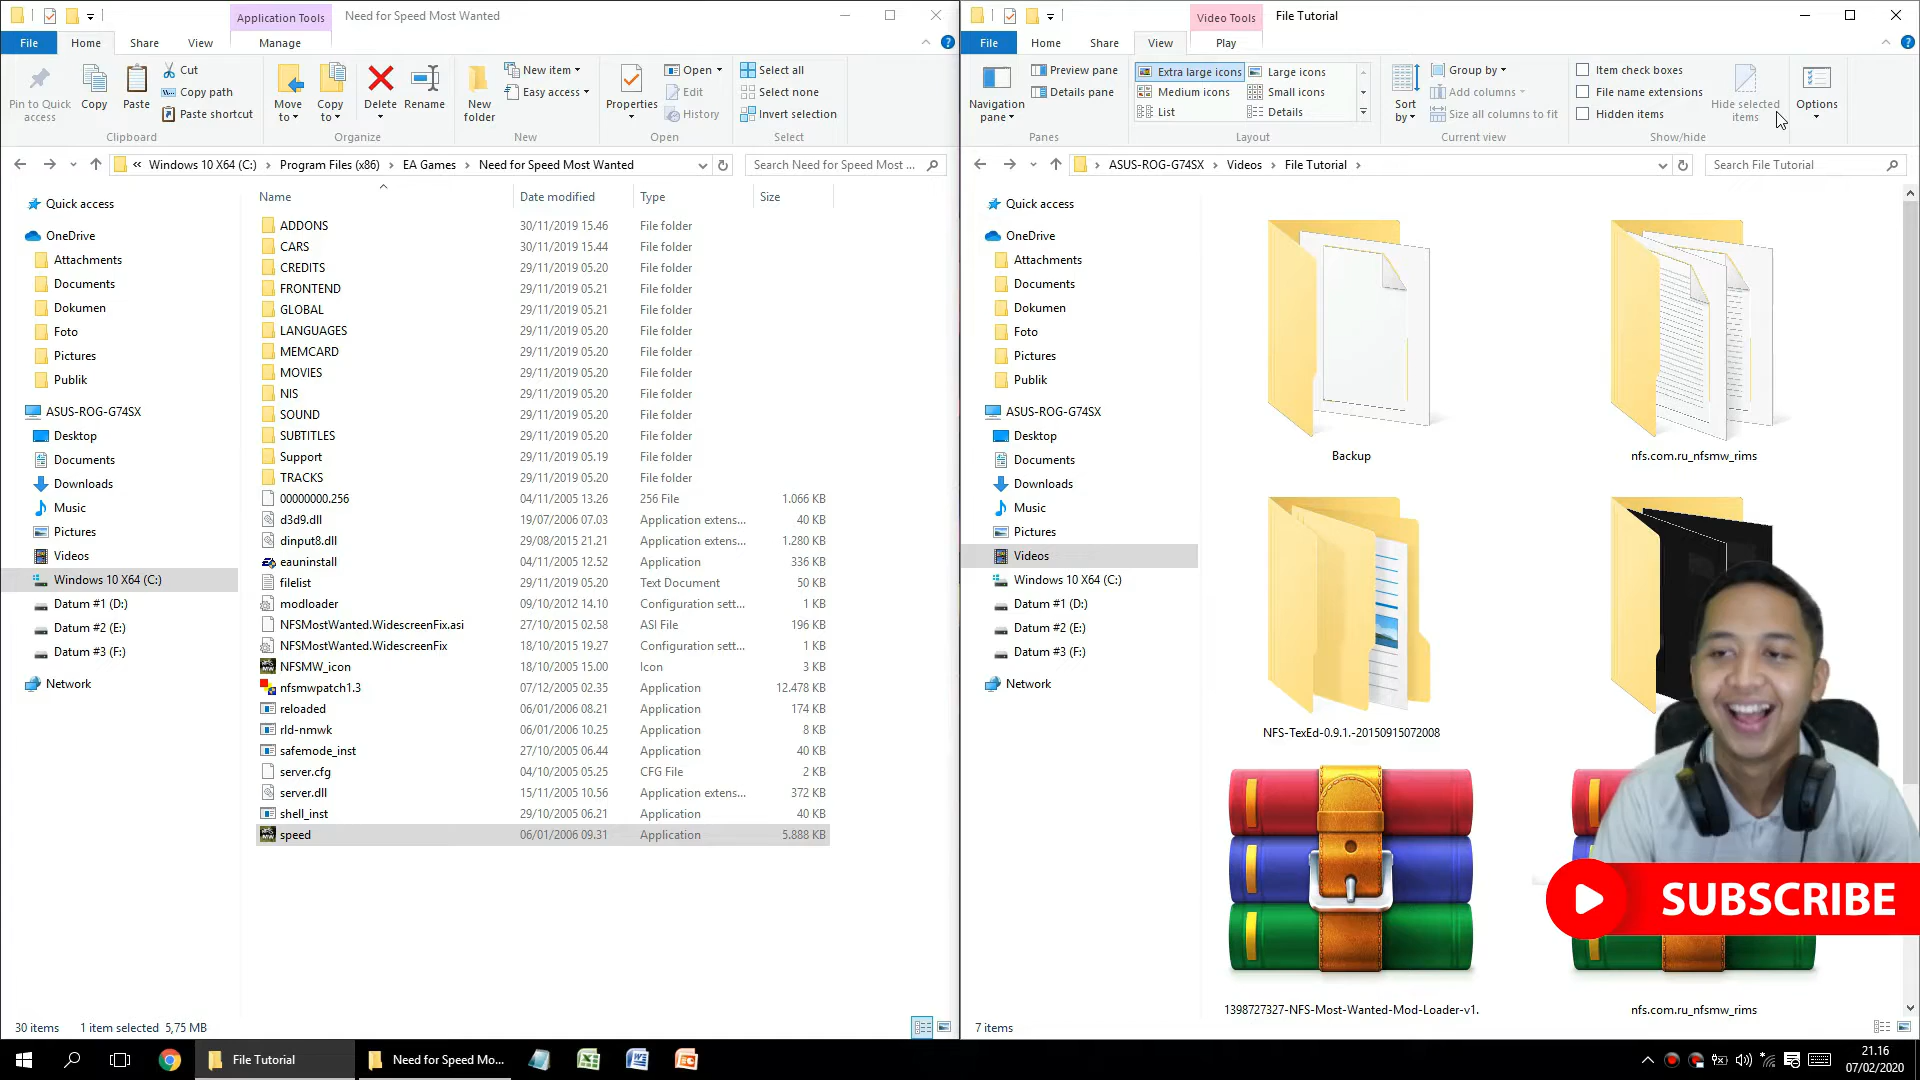 Application Tools
Need for Speed Most Wanted
File
Home
Share
View
Manage
Pin to Quick access
Copy
Paste
Cut
Copy path
Paste shortcut
Clipboard
Move to
Copy to
Delete
Rename
Organize
New folder
New item
Easy access
New
Properties
Open
Edit
History
Open
Select all
Select none
Invert selection
Select
« Windows 10 X64 (C:) > Program Files (x86) > EA Games > Need for Speed Most Wanted
Search Need for Speed Most ...
Quick access
OneDrive
Attachments
Documents
Dokumen
Foto
Pictures
Publik
ASUS-ROG-G74SX
Desktop
Documents
Downloads
Music
Pictures
Videos
Windows 10 X64 (C:)
Datum #1 (D:)
Datum #2 (E:)
Datum #3 (F:)
Network
Name Date modified Type Size
ADDONS 30/11/2019 15.46 File folder
CARS 30/11/2019 15.44 File folder
CREDITS 29/11/2019 05.20 File folder
FRONTEND 29/11/2019 05.21 File folder
GLOBAL 29/11/2019 05.21 File folder
LANGUAGES 29/11/2019 05.20 File folder
MEMCARD 29/11/2019 05.20 File folder
MOVIES 29/11/2019 05.20 File folder
NIS 29/11/2019 05.20 File folder
SOUND 29/11/2019 05.20 File folder
SUBTITLES 29/11/2019 05.20 File folder
Support 29/11/2019 05.19 File folder
TRACKS 29/11/2019 05.20 File folder
00000000.256 04/11/2005 13.26 256 File 1.066 KB
d3d9.dll 19/07/2006 07.03 Application extens... 40 KB
dinput8.dll 29/08/2015 21.21 Application extens... 1.280 KB
eauninstall 04/11/2005 12.52 Application 336 KB
filelist 29/11/2019 05.20 Text Document 50 KB
modloader 09/10/2012 14.10 Configuration sett... 1 KB
NFSMostWanted.WidescreenFix.asi 27/10/2015 02.58 ASI File 196 KB
NFSMostWanted.WidescreenFix 18/10/2015 19.27 Configuration sett... 1 KB
NFSMW_icon 18/10/2005 15.00 Icon 3 KB
nfsmwpatch1.3 07/12/2005 02.35 Application 12.478 KB
reloaded 06/01/2006 08.21 Application 174 KB
rld-nmwk 06/01/2006 10.25 Application 8 KB
safemode_inst 27/10/2005 06.44 Application 40 KB
server.cfg 04/10/2005 05.25 CFG File 2 KB
server.dll 15/11/2005 10.56 Application extens... 372 KB
shell_inst 29/10/2005 06.21 Application 40 KB
speed 06/01/2006 09.31 Application 5.888 KB
30 items 1 item selected 5,75 MB
Video Tools
File Tutorial
File
Home
Share
View
Play
Navigation pane
Preview pane
Details pane
Panes
Extra large icons
Large icons
Medium icons
Small icons
List
Details
Layout
Sort by
Group by
Add columns
Size all columns to fit
Current view
Item check boxes
File name extensions
Hidden items
Hide selected items
Show/hide
Options
ASUS-ROG-G74SX > Videos > File Tutorial >
Search File Tutorial
Quick access
OneDrive
Attachments
Documents
Dokumen
Foto
Pictures
Publik
ASUS-ROG-G74SX
Desktop
Documents
Downloads
Music
Pictures
Videos
Windows 10 X64 (C:)
Datum #1 (D:)
Datum #2 (E:)
Datum #3 (F:)
Network
Backup
nfs.com.ru_nfsmw_rims
NFS-TexEd-0.9.1.-20150915072008
1398727327-NFS-Most-Wanted-Mod-Loader-v1.
nfs.com.ru_nfsmw_rims
SUBSCRIBE
7 items
File Tutorial
Need for Speed Mo...
21.16
07/02/2020